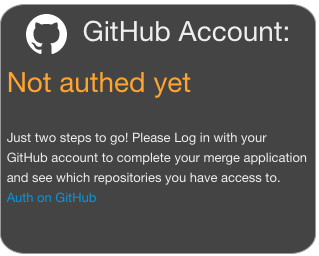 GitHub Account:
Not authed yet
Just two steps to go! Please Log in with your
GitHub account to complete your merge application
and see which repositories you have access to.
Auth on GitHub